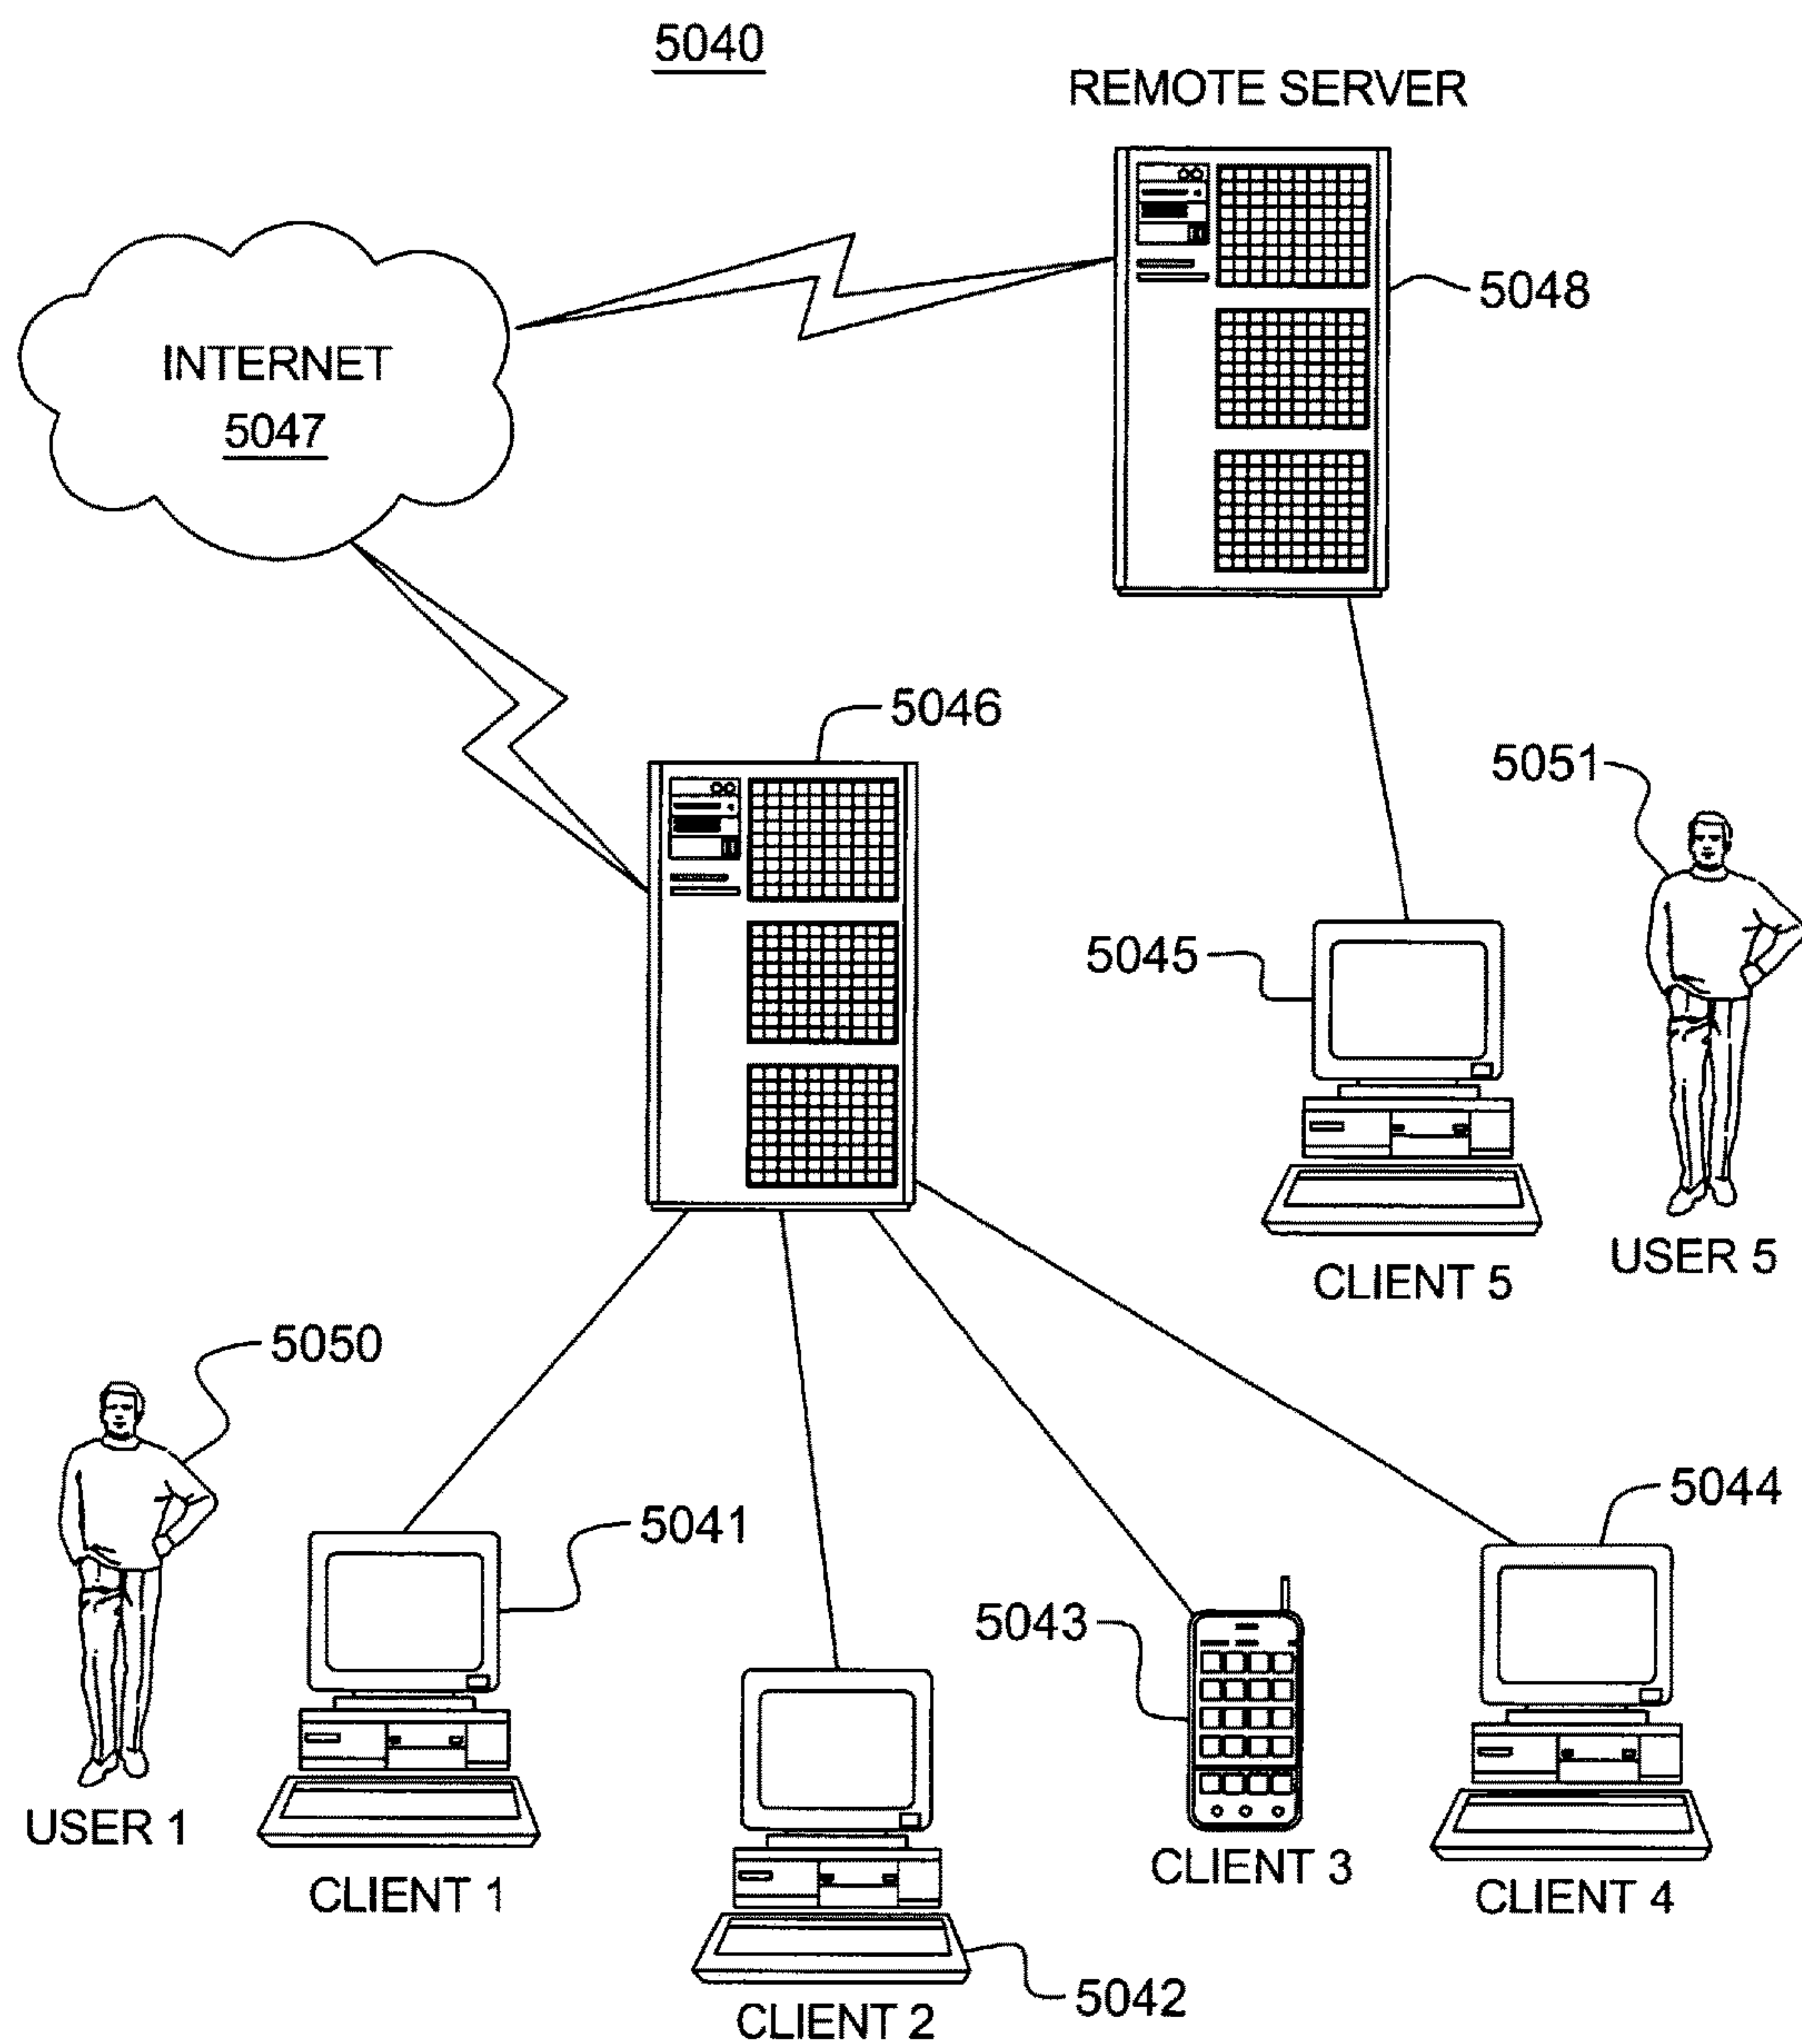 5040
REMOTE SERVER
INTERNET
5047
5048
5046
5051
5045
CLIENT 5
USER 5
5050
5041
5044
5043
USER 1
CLIENT 1
CLIENT 3
CLIENT 4
5042
CLIENT 2